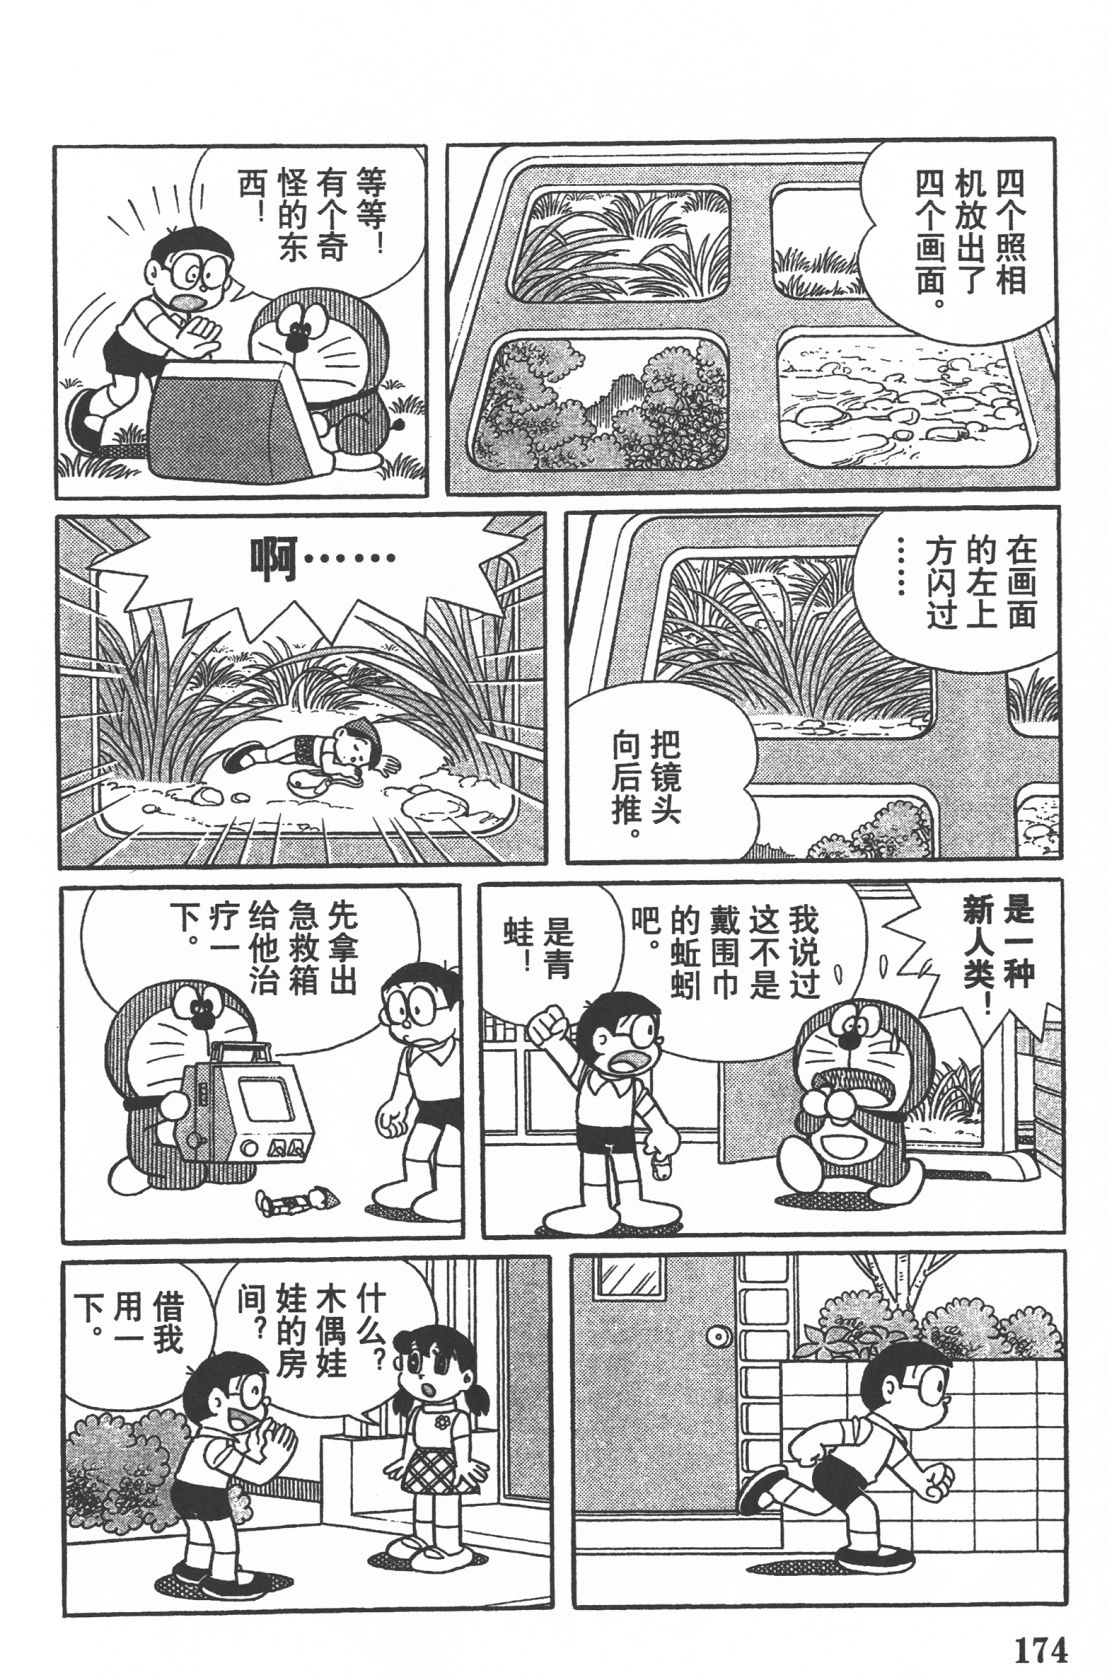 四个照相
机放出了
四个画面。
等等！
有个奇
怪的东
西！
在画面
的左上
方闪过
……
把镜头
向后推。
啊……
是一种
新人类！
我说过
这不是
戴围巾
的蚯蚓
吧。
是青
蛙！
先拿出
急救箱
给他治
疗一
下。
什么？
木偶娃
娃的房
间？
借我
用一
下。
174